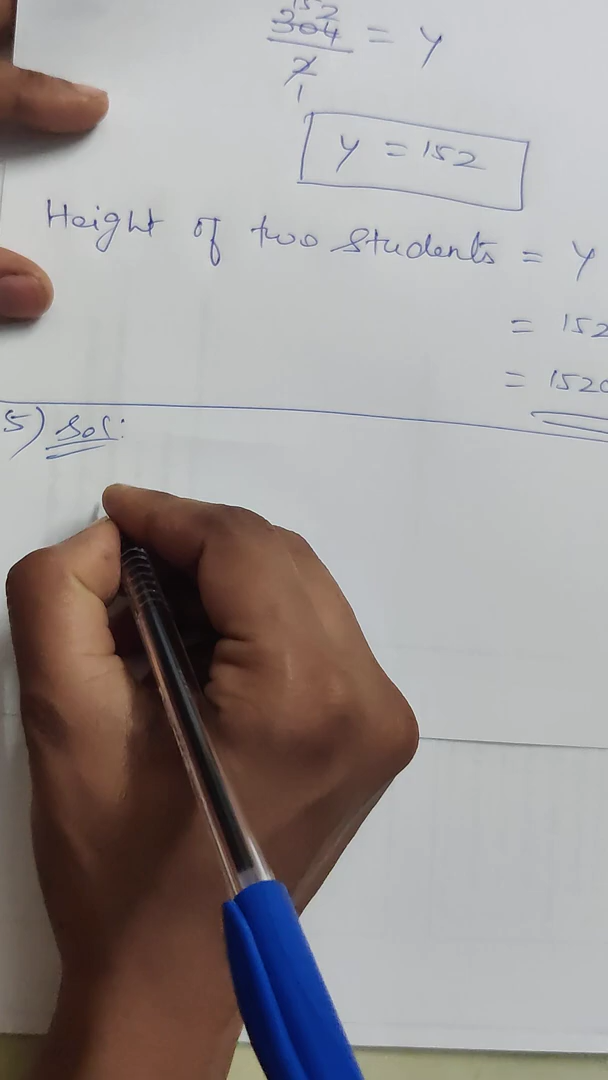 152
304 = y
2
1
y = 152
Height of two students = y
= 152
= 1520
5) Sol: